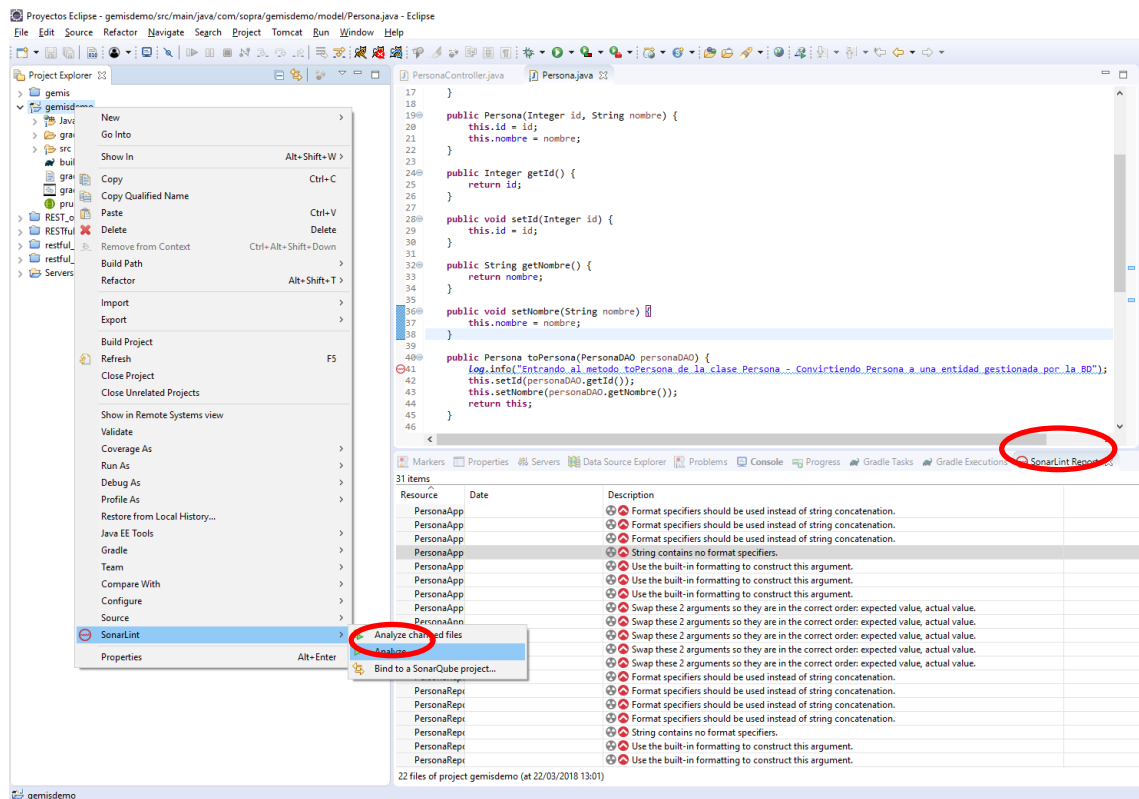 Proyectos Eclipse - gemisdemo/src/main/java/com/sopra/gemisdemo/model/Persona.java - Eclipse
File Edit Source Refactor Navigate Search Project Tomcat Run Window Help
Project Explorer
gemis
gemisdemo
Java
grad
src
buil
grad
grad
pru
REST_o
RESTful
restful_
restful_
Servers
New
Go Into
Show In Alt+Shift+W
Copy Ctrl+C
Copy Qualified Name
Paste Ctrl+V
Delete Delete
Remove from Context Ctrl+Alt+Shift+Down
Build Path
Refactor Alt+Shift+T
Import
Export
Build Project
Refresh F5
Close Project
Close Unrelated Projects
Show in Remote Systems view
Validate
Coverage As
Run As
Debug As
Profile As
Restore from Local History...
Java EE Tools
Gradle
Team
Compare With
Configure
Source
SonarLint
Properties Alt+Enter
Analyze changed files
Analyze
Bind to a SonarQube project...
PersonaController.java Persona.java
17 }
18
19 public Persona(Integer id, String nombre) {
20 this.id = id;
21 this.nombre = nombre;
22 }
23
24 public Integer getId() {
25 return id;
26 }
27
28 public void setId(Integer id) {
29 this.id = id;
30 }
31
32 public String getNombre() {
33 return nombre;
34 }
35
36 public void setNombre(String nombre) {
37 this.nombre = nombre;
38 }
39
40 public Persona toPersona(PersonaDAO personaDAO) {
41 log.info("Entrando al metodo toPersona de la clase Persona - Convirtiendo Persona a una entidad gestionada por la BD");
42 this.setId(personaDAO.getId());
43 this.setNombre(personaDAO.getNombre());
44 return this;
45 }
46
Markers Properties Servers Data Source Explorer Problems Console Progress Gradle Tasks Gradle Executions SonarLint Report
31 items
Resource Date Description
PersonaApp Format specifiers should be used instead of string concatenation.
PersonaApp Format specifiers should be used instead of string concatenation.
PersonaApp Format specifiers should be used instead of string concatenation.
PersonaApp String contains no format specifiers.
PersonaApp Use the built-in formatting to construct this argument.
PersonaApp Use the built-in formatting to construct this argument.
PersonaApp Use the built-in formatting to construct this argument.
PersonaApp Swap these 2 arguments so they are in the correct order: expected value, actual value.
PersonaApp Swap these 2 arguments so they are in the correct order: expected value, actual value.
Swap these 2 arguments so they are in the correct order: expected value, actual value.
Swap these 2 arguments so they are in the correct order: expected value, actual value.
Swap these 2 arguments so they are in the correct order: expected value, actual value.
Format specifiers should be used instead of string concatenation.
PersonaRepo Format specifiers should be used instead of string concatenation.
PersonaRepo Format specifiers should be used instead of string concatenation.
PersonaRepo String contains no format specifiers.
PersonaRepo Use the built-in formatting to construct this argument.
PersonaRepo Use the built-in formatting to construct this argument.
22 files of project gemisdemo (at 22/03/2018 13:01)
gemisdemo